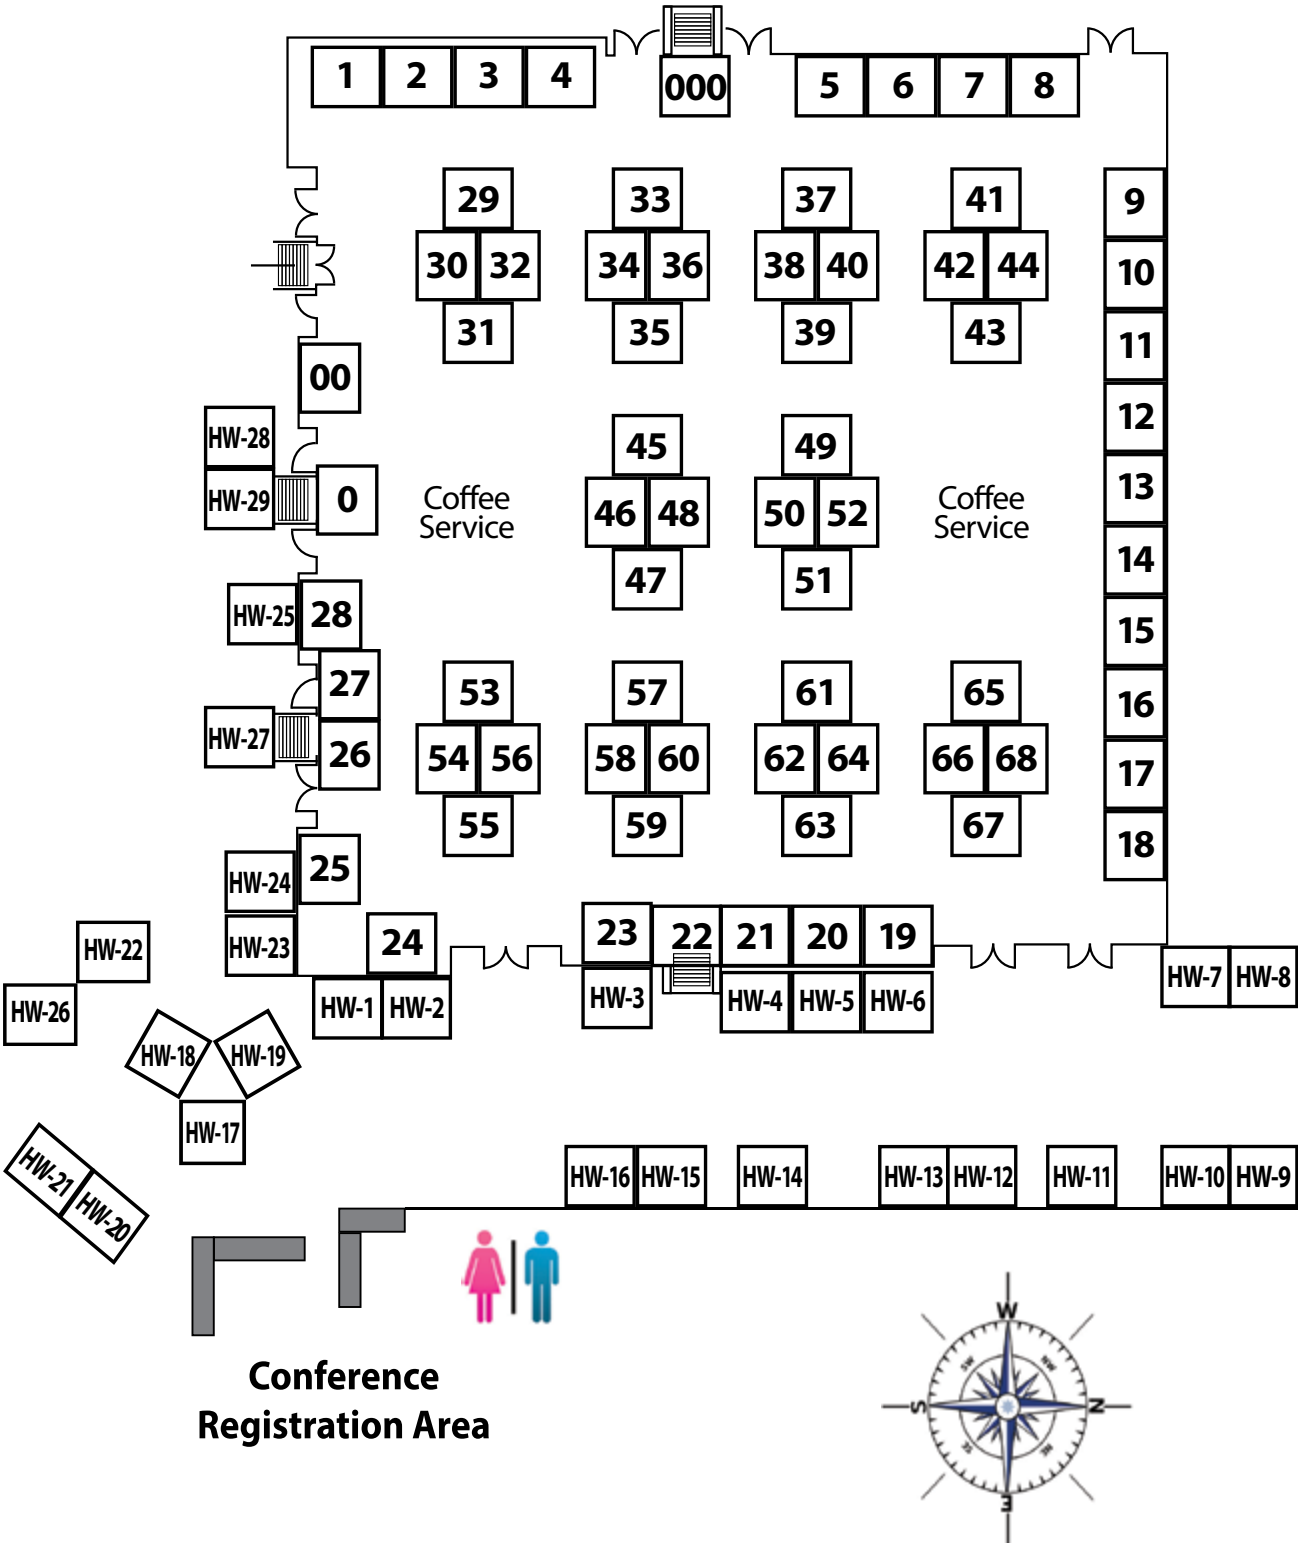 1 2 3 4 000 5 6 7 8
29 33 37 41 9
30 32 34 36 38 40 42 44 10
31 35 39 43 11
00
12
HW-28 45 49
HW-29 0 Coffee
Service 46 48 50 52 Coffee
Service 13
47 51 14
HW-25 28 15
27 53 57 61 65 16
HW-27 26 54 56 58 60 62 64 66 68 17
55 59 63 67 18
HW-24 25
HW-22 HW-23 24 23 22 21 20 19
HW-26 HW-1 HW-2 HW-3 HW-4 HW-5 HW-6 HW-7 HW-8
HW-18 HW-19
HW-17
HW-21 HW-20
HW-16 HW-15 HW-14 HW-13 HW-12 HW-11 HW-10 HW-9
Conference
Registration Area
W
SW NW
S N
SE NE
E